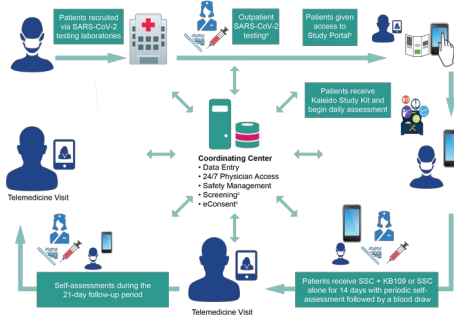 Patients recruited
via SARS-CoV-2
testing laboratories
Outpatient
SARS-CoV-2
testingᵃ
Patients given
access to
Study Portalᵇ
Patients receive
Kaleido Study Kit and
begin daily assessment
Coordinating Center
• Data Entry
• 24/7 Physician Access
• Safety Management
• Screening
• eConsent
Telemedicine Visit
Self-assessments during the
21-day follow-up period
Telemedicine Visit
Patients receive SSC + KB109 or SSC
alone for 14 days with periodic self-
assessment followed by a blood draw